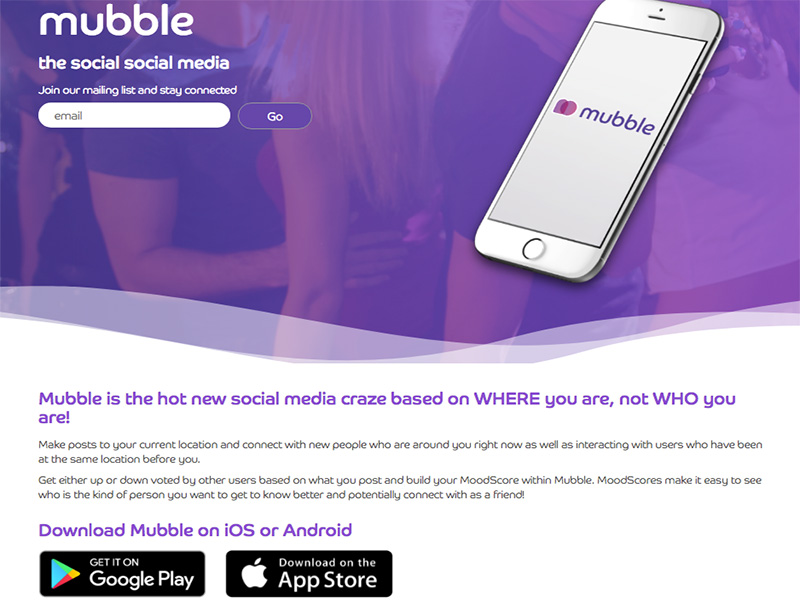 mubble
the social social media
Join our mailing list and stay connected
email
Go
mubble
Mubble is the hot new social media craze based on WHERE you are, not WHO you
are!
Make posts to your current location and connect with new people who are around you right now as well as interacting with users who have been
at the same location before you.
Get either up or down voted by other users based on what you post and build your MoodScore within Mubble. MoodScores make it easy to see
who is the kind of person you want to get to know better and potentially connect with as a friend!
Download Mubble on iOS or Android
GET IT ON
Google Play
Download on the
App Store